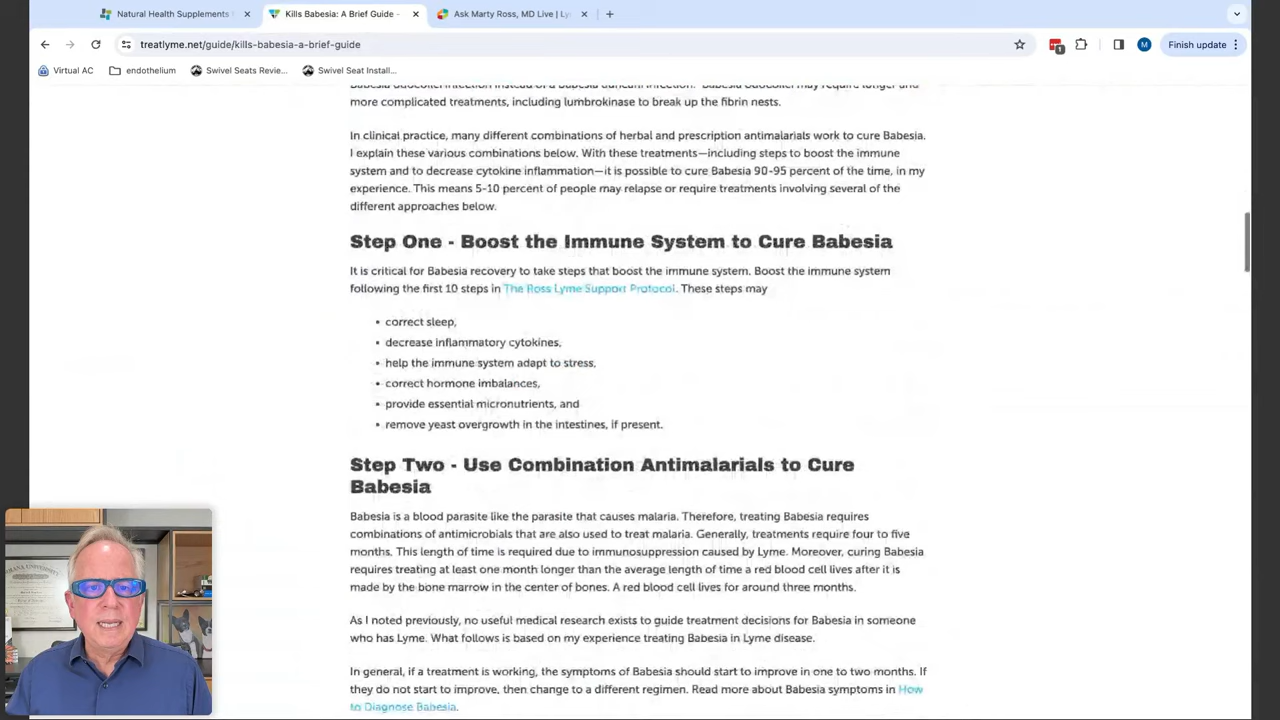 Natural Health Supplements
Kills Babesia: A Brief Guide -
Ask Marty Ross, MD Live | Ly
treatlyme.net/guide/kills-babesia-a-brief-guide
1
M
Finish update
Virtual AC
endothelium
Swivel Seats Revie...
Swivel Seat Install...
more complicated treatments, including lumbrokinase to break up the fibrin nests.
In clinical practice, many different combinations of herbal and prescription antimalarials work to cure Babesia.
I explain these various combinations below. With these treatments—including steps to boost the immune
system and to decrease cytokine inflammation—it is possible to cure Babesia 90-95 percent of the time, in my
experience. This means 5-10 percent of people may relapse or require treatments involving several of the
different approaches below.
Step One - Boost the Immune System to Cure Babesia
It is critical for Babesia recovery to take steps that boost the immune system. Boost the immune system
following the first 10 steps in The Ross Lyme Support Protocol. These steps may
• correct sleep,
• decrease inflammatory cytokines,
• help the immune system adapt to stress,
• correct hormone imbalances,
• provide essential micronutrients, and
• remove yeast overgrowth in the intestines, if present.
Step Two - Use Combination Antimalarials to Cure
Babesia
Babesia is a blood parasite like the parasite that causes malaria. Therefore, treating Babesia requires
combinations of antimicrobials that are also used to treat malaria. Generally, treatments require four to five
months. This length of time is required due to immunosuppression caused by Lyme. Moreover, curing Babesia
requires treating at least one month longer than the average length of time a red blood cell lives after it is
made by the bone marrow in the center of bones. A red blood cell lives for around three months.
As I noted previously, no useful medical research exists to guide treatment decisions for Babesia in someone
who has Lyme. What follows is based on my experience treating Babesia in Lyme disease.
In general, if a treatment is working, the symptoms of Babesia should start to improve in one to two months. If
they do not start to improve, then change to a different regimen. Read more about Babesia symptoms in How
to Diagnose Babesia.